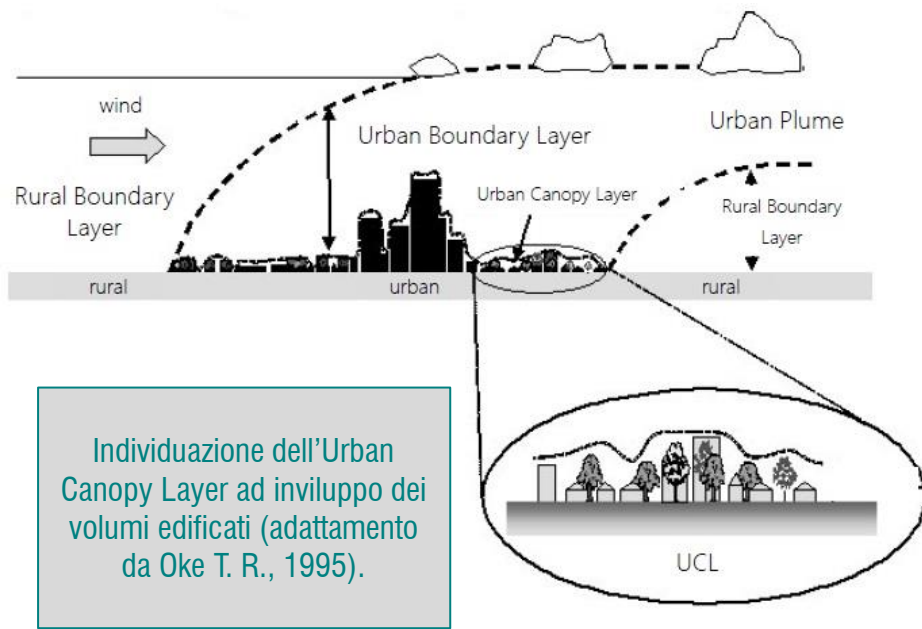 wind
Urban Boundary Layer
Urban Plume
Rural Boundary
Layer
Urban Canopy Layer
Rural Boundary
Layer
rural
urban
rural
Individuazione dell’Urban
Canopy Layer ad inviluppo dei
volumi edificati (adattamento
da Oke T. R., 1995).
UCL